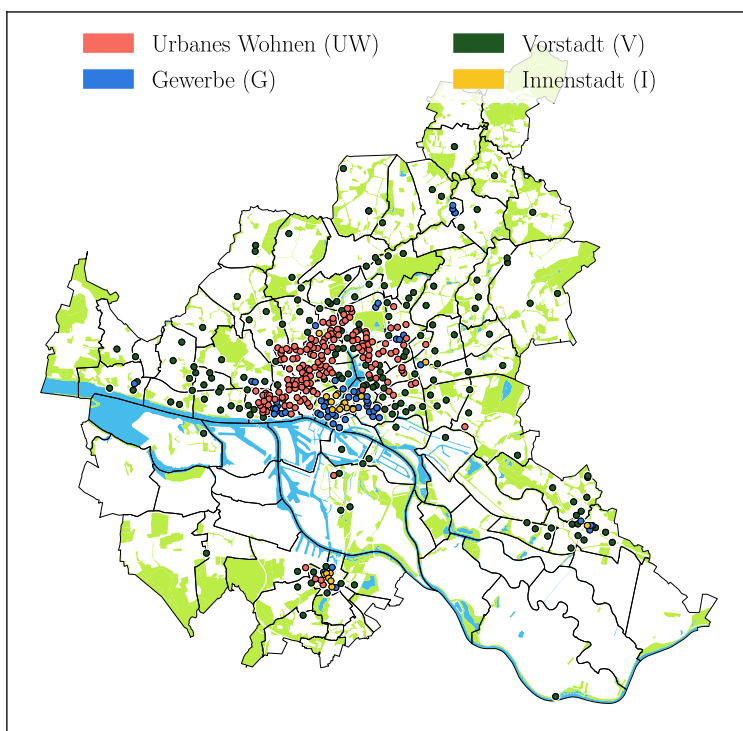 Urbanes Wohnen (UW)
Gewerbe (G)
Vorstadt (V)
Innenstadt (I)